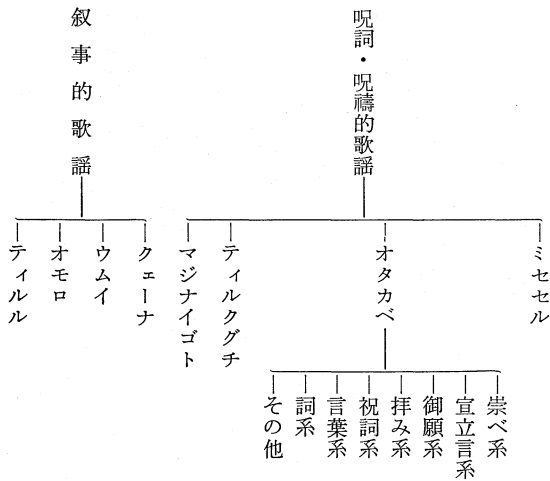 呪詞・呪禱的歌謡
ミセセル
オタカベ
崇べ系
宣立言系
御願系
拝み系
祝詞系
言葉系
詞系
その他
ティルクグチ
マジナイゴト
叙事的歌謡
クェーナ
ウムイ
オモロ
ティルル